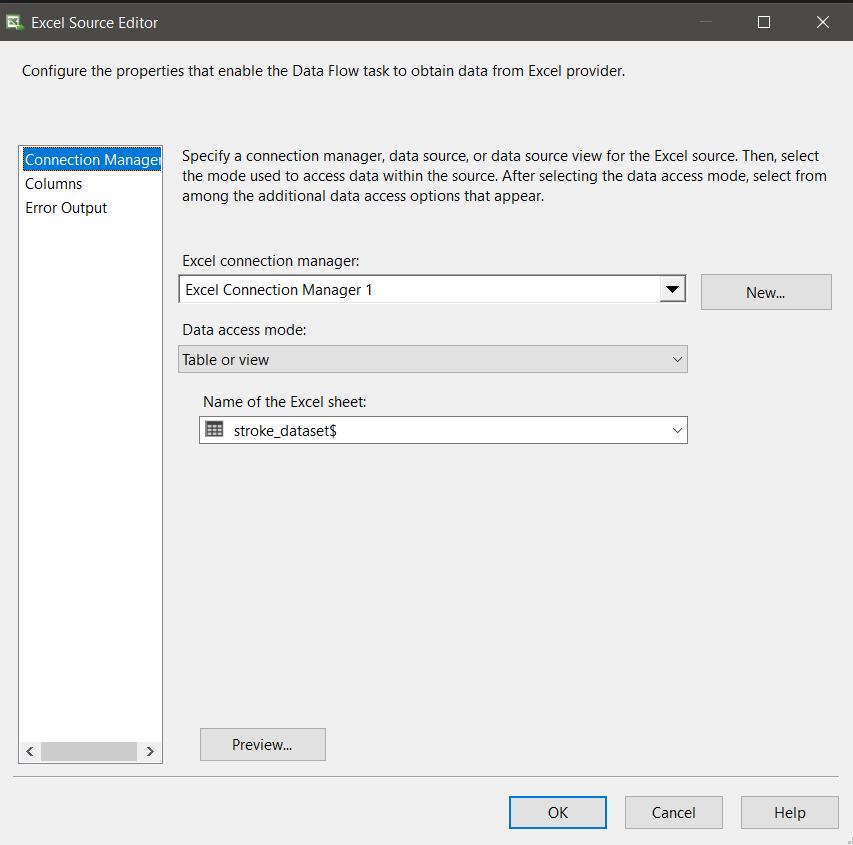 Excel Source Editor
Configure the properties that enable the Data Flow task to obtain data from Excel provider.
Connection Manager
Columns
Error Output
Specify a connection manager, data source, or data source view for the Excel source. Then, select
the mode used to access data within the source. After selecting the data access mode, select from
among the additional data access options that appear.
Excel connection manager:
Excel Connection Manager 1
New...
Data access mode:
Table or view
Name of the Excel sheet:
stroke_dataset$
Preview...
OK
Cancel
Help